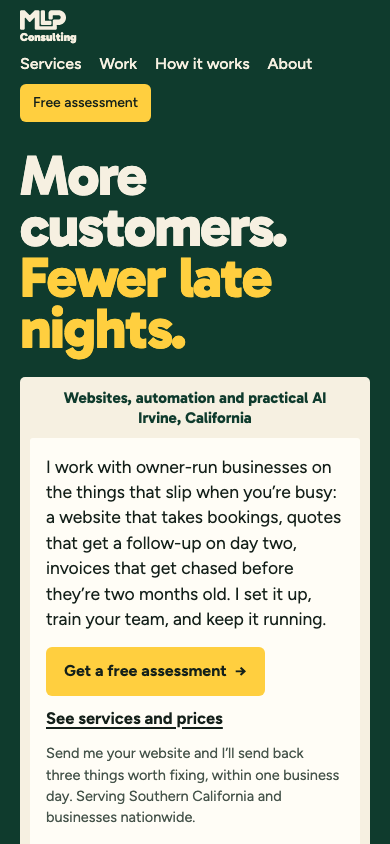 MLP
Consulting
Services Work How it works About
Free assessment
More
customers.
Fewer late
nights.
Websites, automation and practical AI
Irvine, California
I work with owner-run businesses on
the things that slip when you’re busy:
a website that takes bookings, quotes
that get a follow-up on day two,
invoices that get chased before
they’re two months old. I set it up,
train your team, and keep it running.
Get a free assessment →
See services and prices
Send me your website and I’ll send back
three things worth fixing, within one business
day. Serving Southern California and
businesses nationwide.